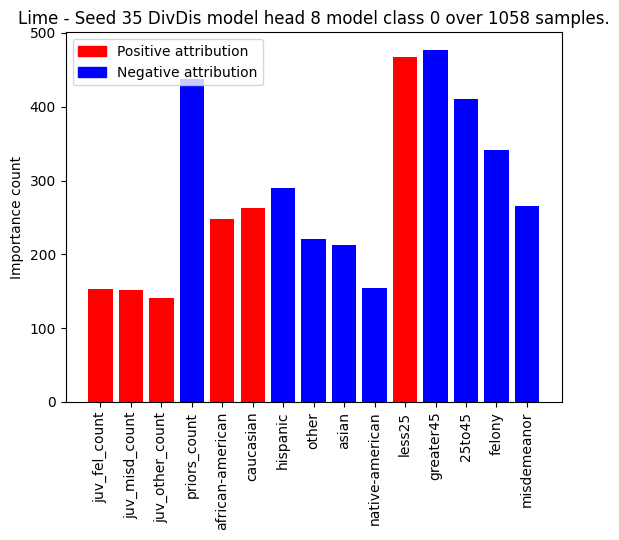 Lime - Seed 35 DivDis model head 8 model class 0 over 1058 samples.
Positive attribution
Negative attribution
Importance count
500
400
300
200
100
0
juv_fel_count
juv_misd_count
juv_other_count
priors_count
african-american
caucasian
hispanic
other
asian
native-american
less25
greater45
25to45
felony
misdemeanor